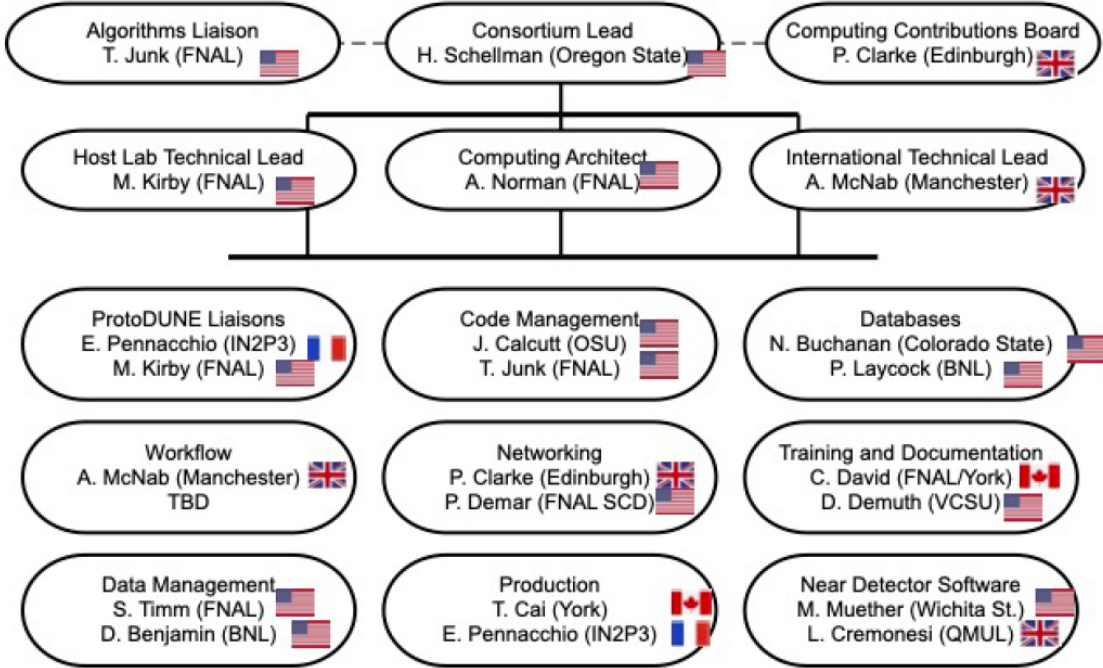 Algorithms Liaison
T. Junk (FNAL)
Consortium Lead
H. Schellman (Oregon State)
Computing Contributions Board
P. Clarke (Edinburgh)
Host Lab Technical Lead
M. Kirby (FNAL)
Computing Architect
A. Norman (FNAL)
International Technical Lead
A. McNab (Manchester)
ProtoDUNE Liaisons
E. Pennacchio (IN2P3)
M. Kirby (FNAL)
Code Management
J. Calcutt (OSU)
T. Junk (FNAL)
Databases
N. Buchanan (Colorado State)
P. Laycock (BNL)
Workflow
A. McNab (Manchester)
TBD
Networking
P. Clarke (Edinburgh)
P. Demar (FNAL SCD)
Training and Documentation
C. David (FNAL/York)
D. Demuth (VCSU)
Data Management
S. Timm (FNAL)
D. Benjamin (BNL)
Production
T. Cai (York)
E. Pennacchio (IN2P3)
Near Detector Software
M. Muether (Wichita St.)
L. Cremonesi (QMUL)